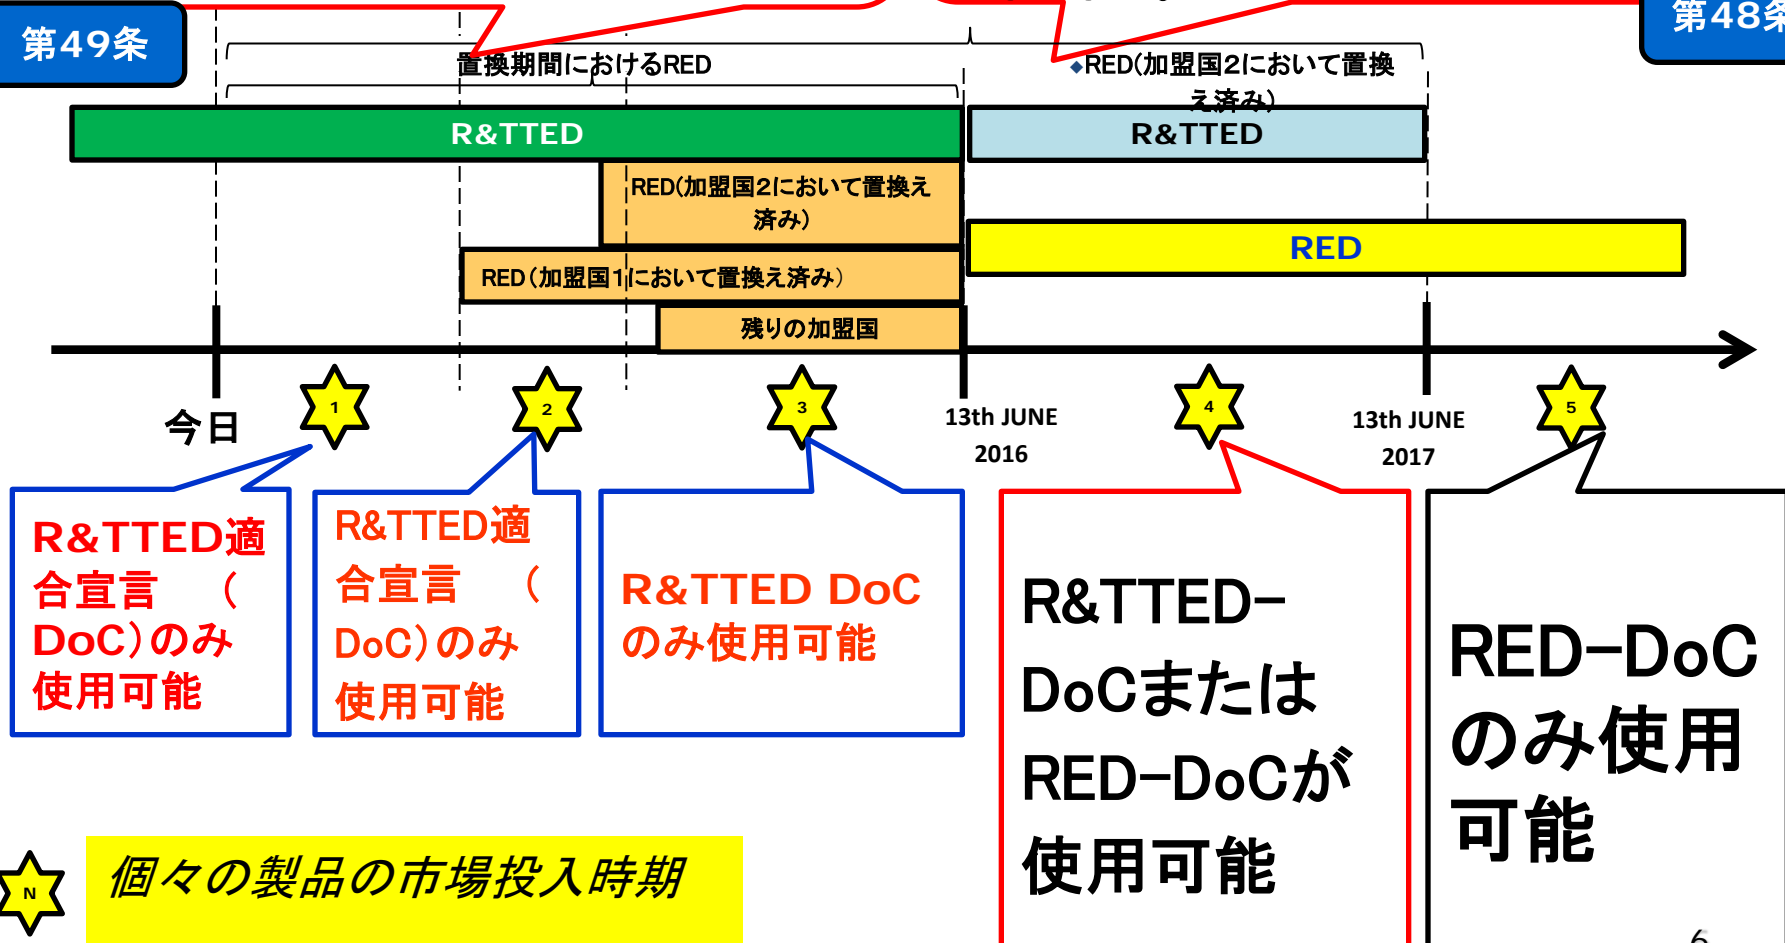 第49条
第48条
置換期間におけるRED
◆RED(加盟国2において置換
え済み)
R&TTED
R&TTED
RED(加盟国2において置換え
済み)
RED
RED(加盟国1において置換え済み)
残りの加盟国
1
2
3
4
5
今日
13th JUNE
2016
13th JUNE
2017
R&TTED適
合宣言 (
DoC)のみ
使用可能
R&TTED適
合宣言 (
DoC)のみ
使用可能
R&TTED DoC
のみ使用可能
R&TTED-
DoCまたは
RED-DoCが
使用可能
RED-DoC
のみ使用
可能
N
個々の製品の市場投入時期
6